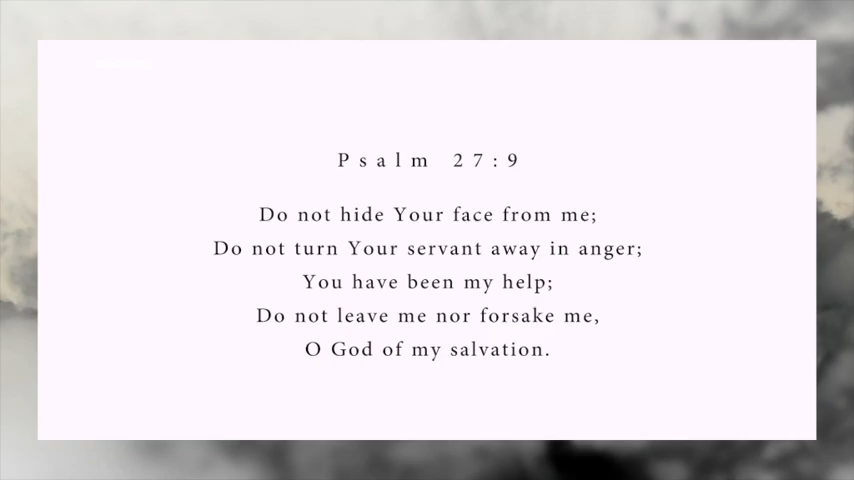 Psalm 27:9
Do not hide Your face from me;
Do not turn Your servant away in anger;
You have been my help;
Do not leave me nor forsake me,
O God of my salvation.